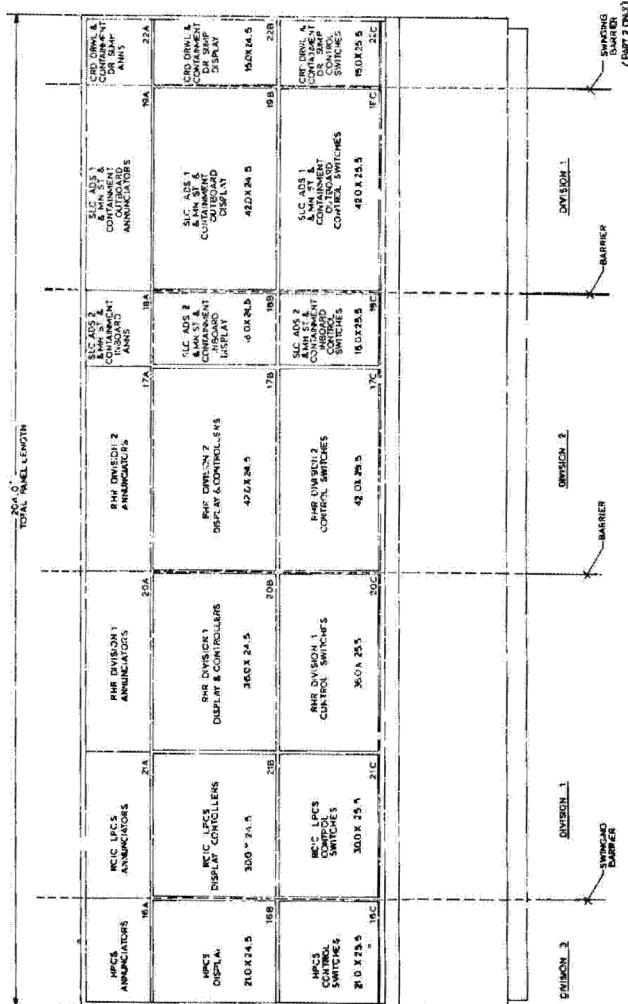 204.0"
TOTAL PANEL LENGTH
HPCS
ANNUNCIATORS
16A
RCIC LPCS
ANNUNCIATORS
21A
RHR DIVISION 1
ANNUNCIATORS
20A
RHR DIVISION 2
ANNUNCIATORS
17A
SLC ADS 2
& MN ST &
CONTAINMENT
INBOARD
ANNS
18A
SLC ADS 1
& MN ST &
CONTAINMENT
OUTBOARD
ANNUNCIATORS
19A
CRD DRWL &
CONTAINMENT
DR SUMP
ANNS
22A
HPCS
DISPLAY
21.0 X 24.5
16B
RCIC LPCS
DISPLAY CONTOLLERS
30.0 " 24.5
21B
RHR DIVISION 1
DISPLAY & CONTROLLERS
36.0 X 24.5
20B
RHR DIVISION 2
DISPLAY & CONTROLLERS
42.0 X 24.5
17B
SLC ADS 2
& MN ST &
CONTAINMENT
INBOARD
DISPLAY
18B
SLC ADS 1
& MN ST &
CONTAINMENT
OUTBOARD
DISPLAY
42.0 X 24.5
19B
CRD DRWL &
CONTAINMENT
DR SUMP
DISPLAY
15.0 X 24.5
22B
HPCS
CONTROL
SWITCHES
21.0 X 25.5
16C
RCIC LPCS
CONTROL
SWITCHES
30.0 X 25.5
21C
RHR DIVISION 1
CONTROL SWITCHES
36.0 X 25.5
20C
RHR DIVISION 2
CONTROL SWITCHES
42.0 X 25.5
17C
SLC ADS 2
& MN ST &
CONTAINMENT
INBOARD
CONTROL
SWITCHES
18.0 X 25.5
18C
SLC ADS 1
& MN ST &
CONTAINMENT
OUTBOARD
CONTROL SWITCHES
42.0 X 25.5
CRD DRWL &
CONTAINMENT
DR SUMP
CONTROL
SWITCHES
15.0 X 25.5
22C
DIVISION 3
SWINGING
BARRIER
DIVISION 1
BARRIER
DIVISION 2
BARRIER
DIVISION 1
SWINGING
BARRIER
(PART 2 ONLY)